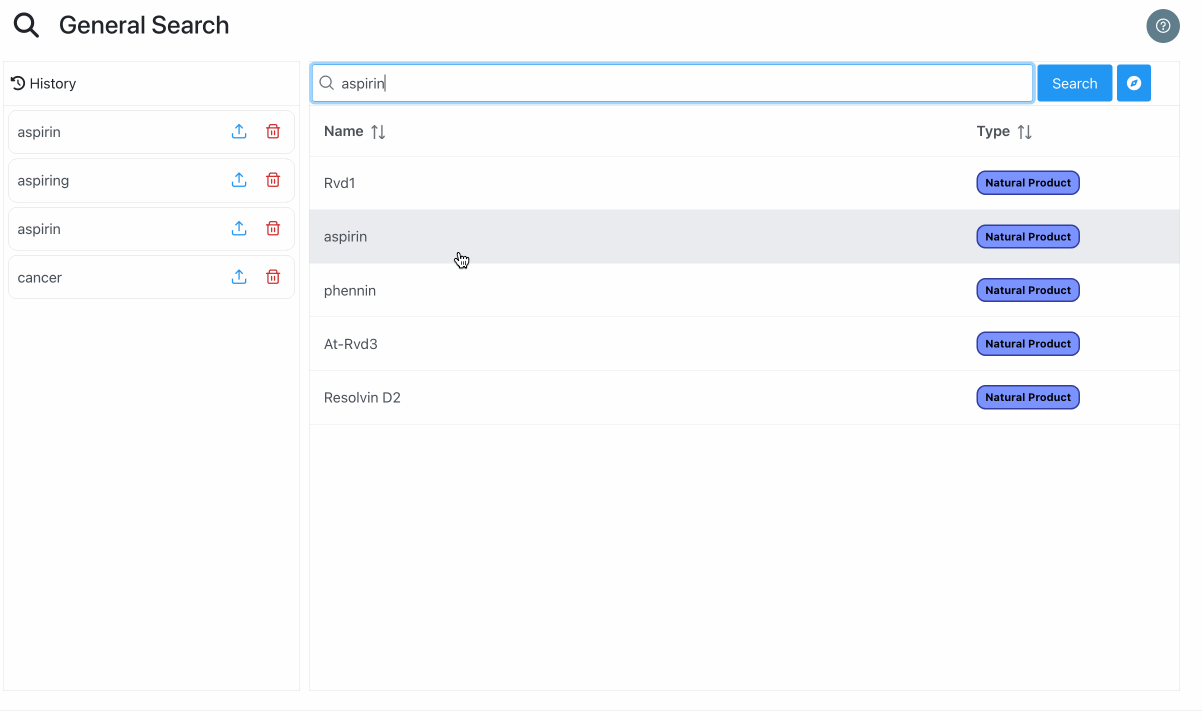 General Search
History
aspirin
Search
aspirin
aspiring
aspirin
cancer
Name Type
Rvd1 Natural Product
aspirin Natural Product
phennin Natural Product
At-Rvd3 Natural Product
Resolvin D2 Natural Product